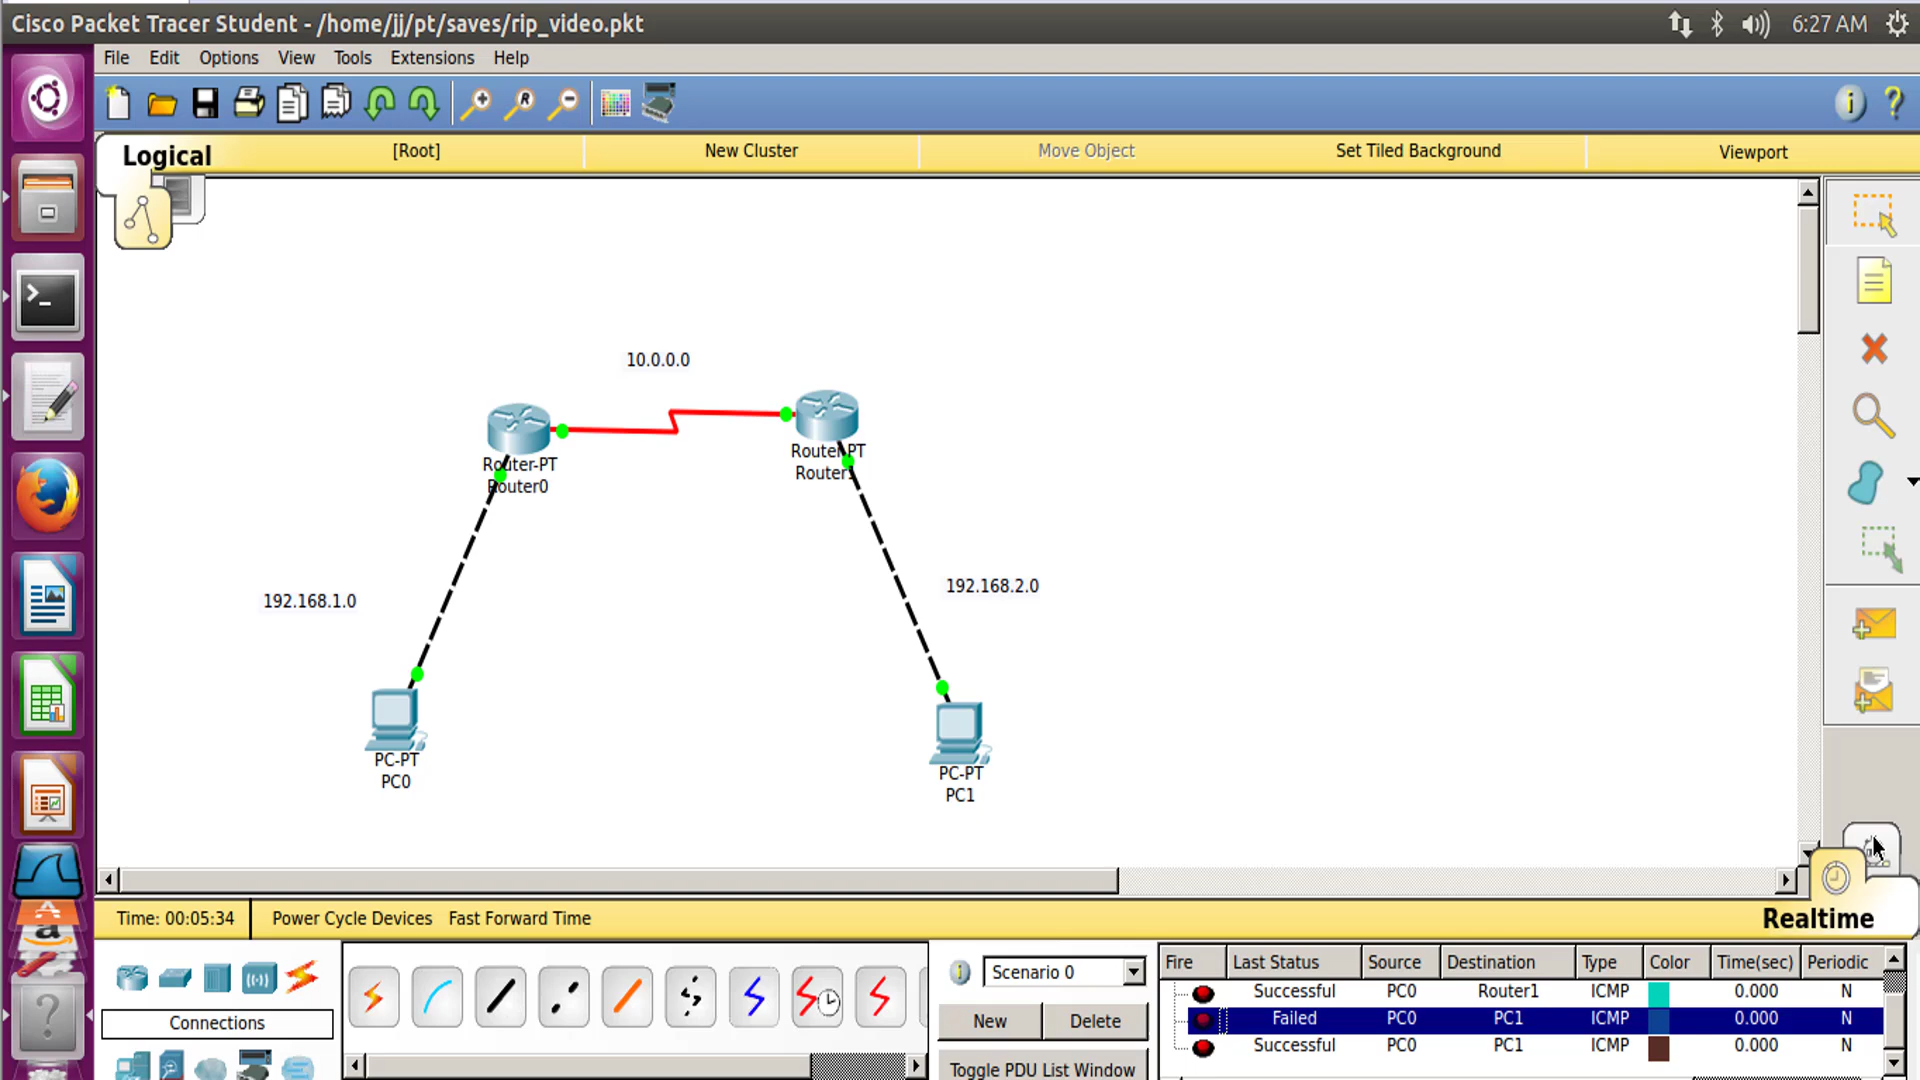 Cisco Packet Tracer Student - /home/jj/pt/saves/rip_video.pkt
6:27 AM
File Edit Options View Tools Extensions Help
Logical
[Root]
New Cluster
Move Object
Set Tiled Background
Viewport
10.0.0.0
Router-PT
Router0
Router-PT
Router1
192.168.1.0
192.168.2.0
PC-PT
PC0
PC-PT
PC1
Time: 00:05:34
Power Cycle Devices Fast Forward Time
Realtime
Connections
Scenario 0
New
Delete
Toggle PDU List Window
Fire Last Status Source Destination Type Color Time(sec) Periodic
Successful PC0 Router1 ICMP 0.000 N
Failed PC0 PC1 ICMP 0.000 N
Successful PC0 PC1 ICMP 0.000 N